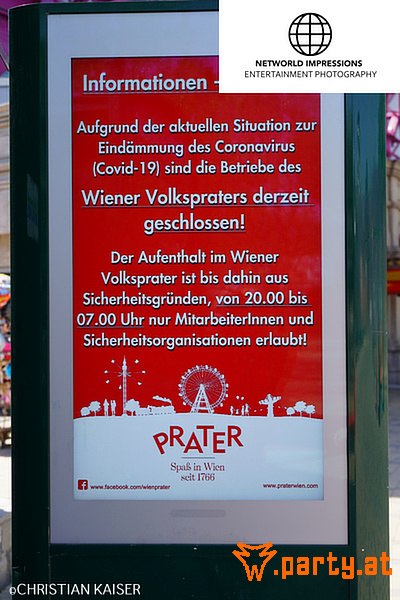 NETWORLD IMPRESSIONS
ENTERTAINMENT PHOTOGRAPHY
Informationen -
Aufgrund der aktuellen Situation zur
Eindämmung des Coronavirus
(Covid-19) sind die Betriebe des
Wiener Volkspraters derzeit
geschlossen!
Der Aufenthalt im Wiener
Volksprater ist bis dahin aus
Sicherheitsgründen, von 20.00 bis
07.00 Uhr nur MitarbeiterInnen und
Sicherheitsorganisationen erlaubt!
PRATER
Spaß in Wien
seit 1766
www.facebook.com/wienprater
www.praterwien.com
.party.at
©CHRISTIAN KAISER